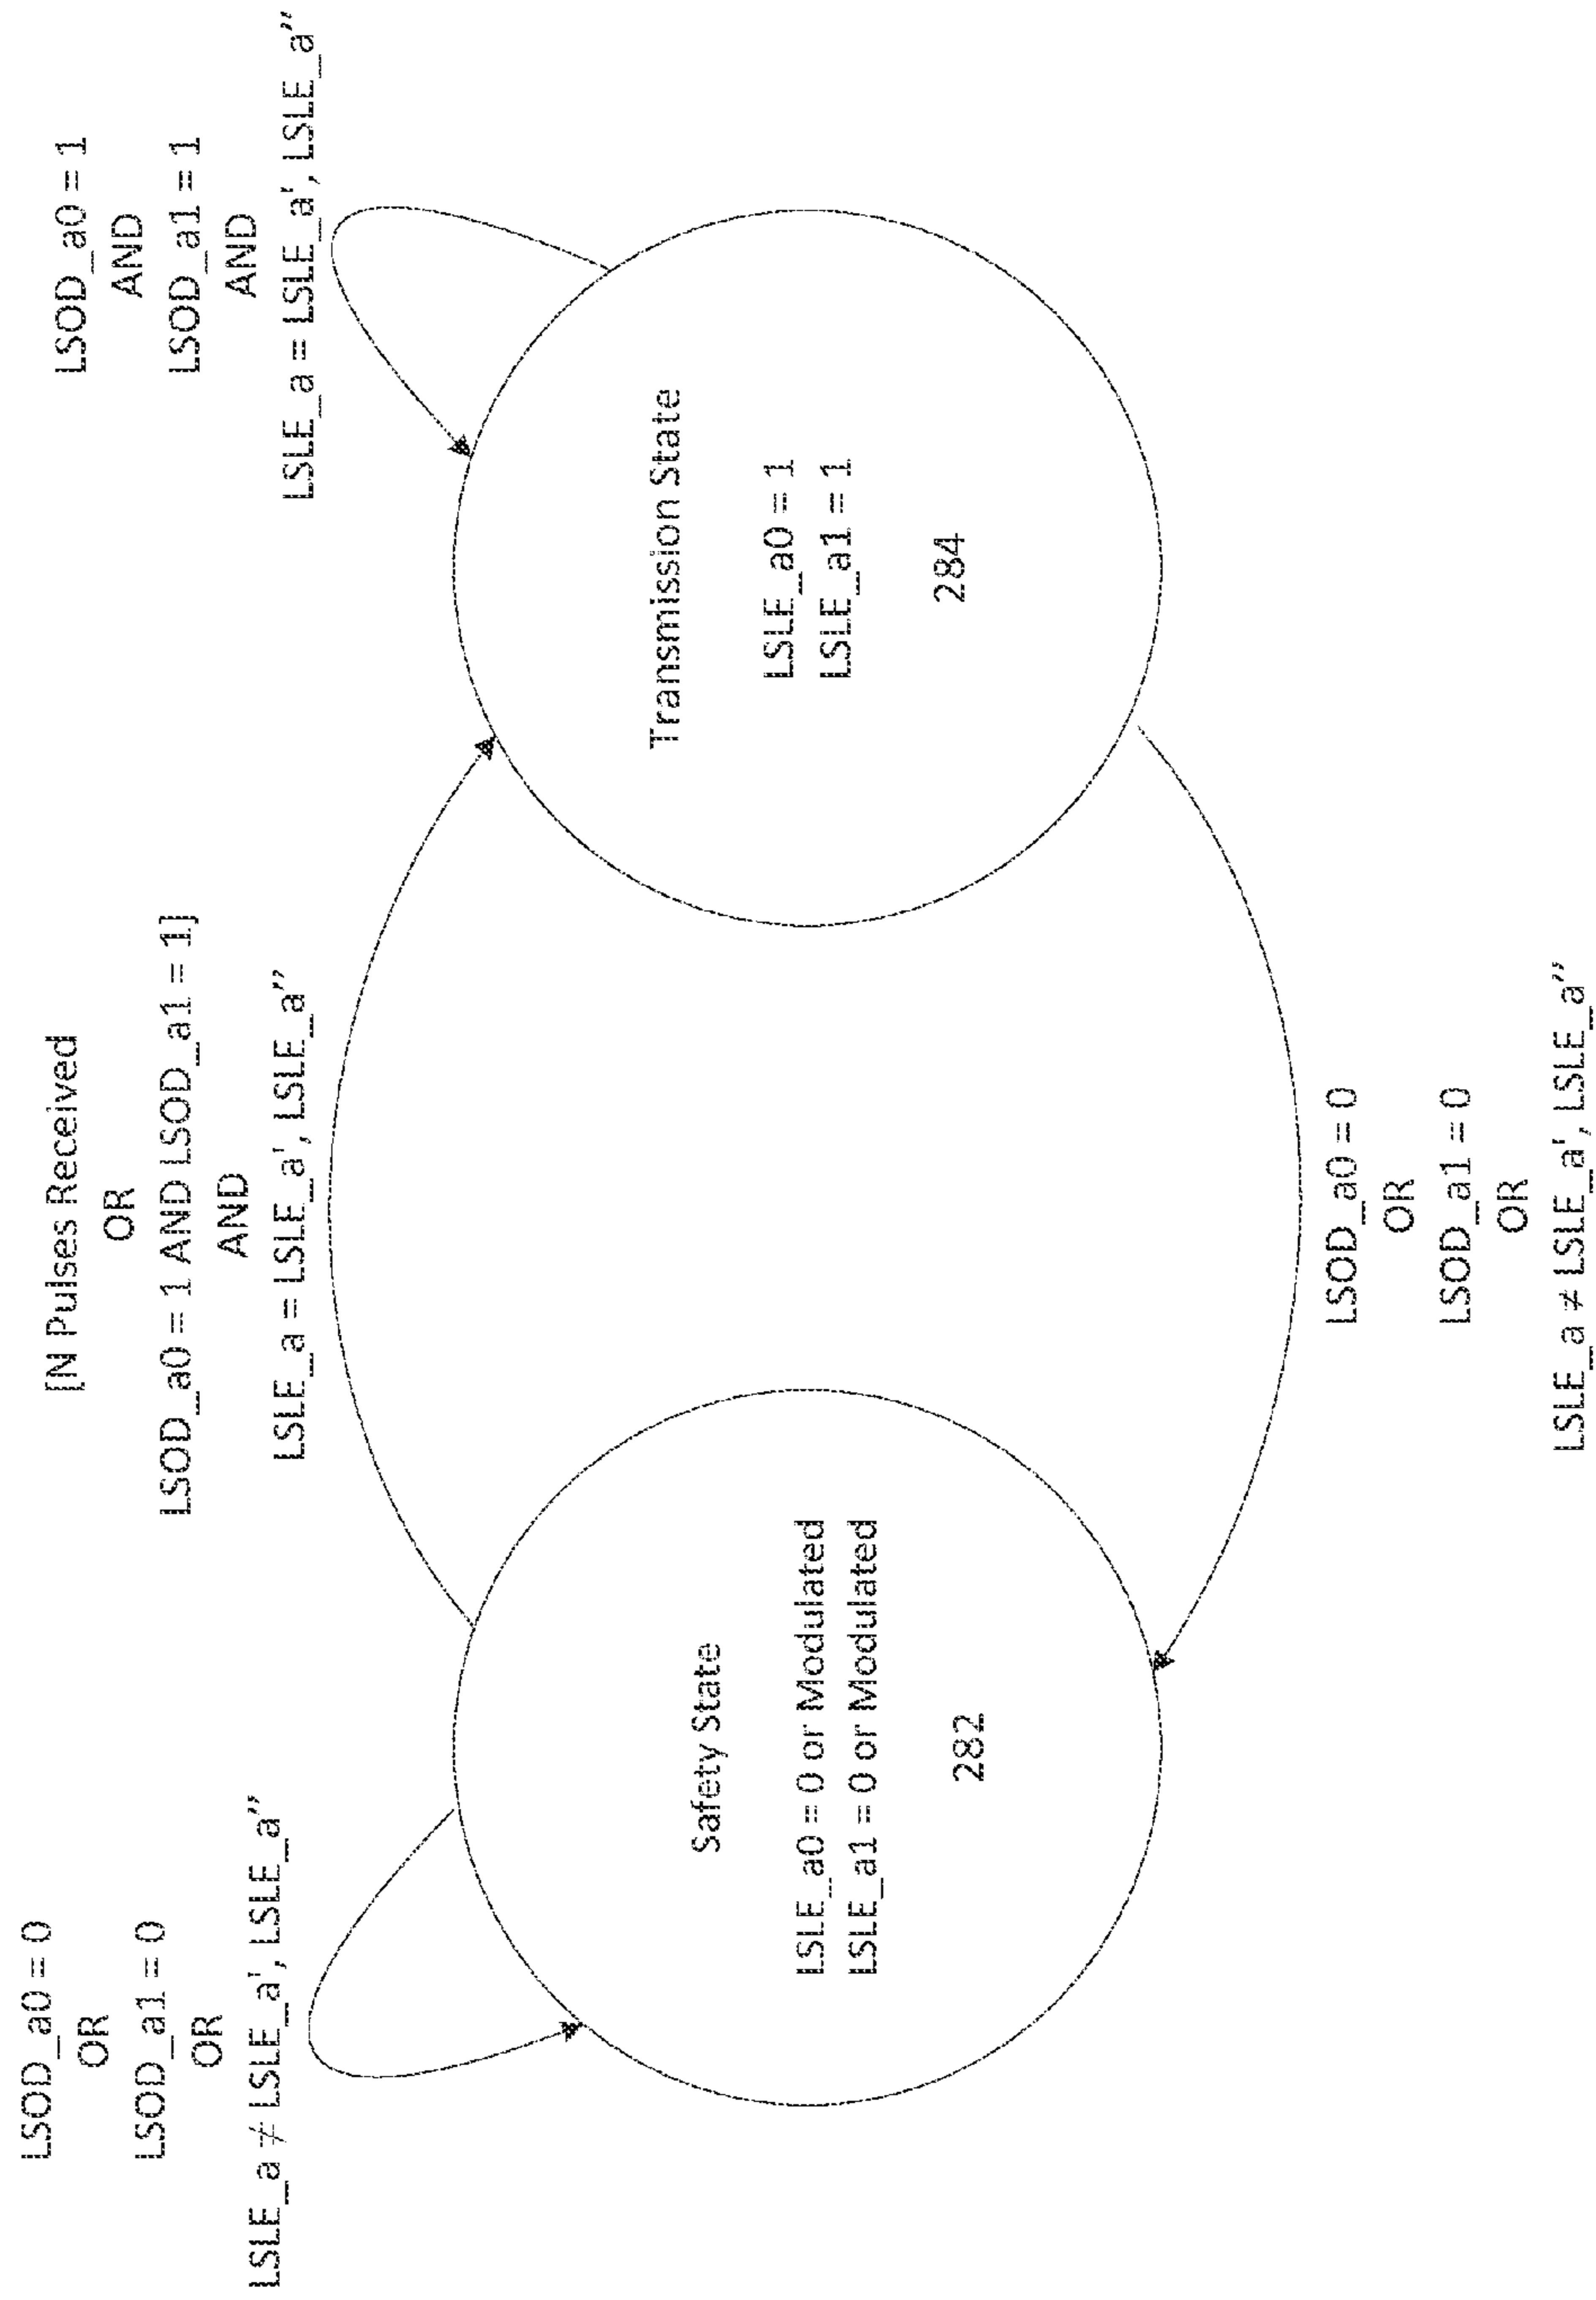 LSOD_a0 = 0
OR
LSOD_a1 = 0
OR
LSLE_a ≠ LSLE_a', LSLE_a''
[N Pulses Received
OR
LSOD_a0 = 1 AND LSOD_a1 = 1]
AND
LSLE_a = LSLE_a', LSLE_a''
LSOD_a0 = 1
AND
LSOD_a1 = 1
AND
LSLE_a = LSLE_a', LSLE_a''
Safety State
LSLE_a0 = 0 or Modulated
LSLE_a1 = 0 or Modulated
282
Transmission State
LSLE_a0 = 1
LSLE_a1 = 1
284
LSOD_a0 = 0
OR
LSOD_a1 = 0
OR
LSLE_a ≠ LSLE_a', LSLE_a''